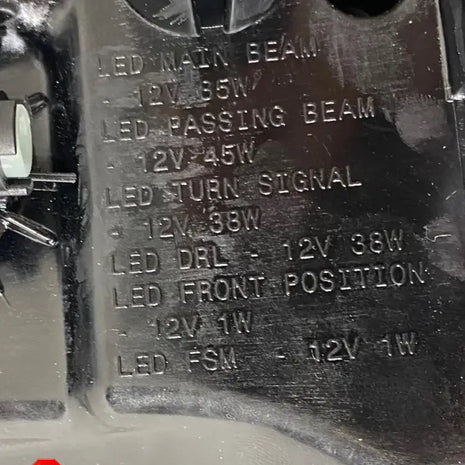 LED MAIN BEAM
- 12V 35W
LED PASSING BEAM
- 12V 45W
LED TURN SIGNAL
- 12V 38W
LED DRL - 12V 38W
LED FRONT POSITION
- 12V 1W
LED FSM - 12V 1W